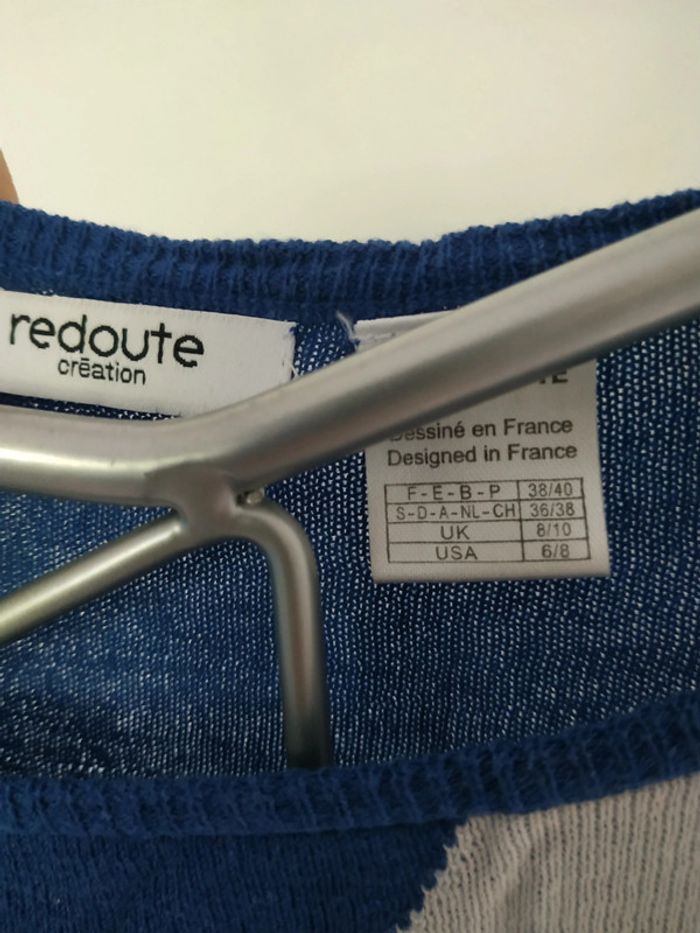 redoute
crēation
Dessiné en France
Designed in France
F-E-B-P 38/40
S-D-A-NL-CH 36/38
UK 8/10
USA 6/8